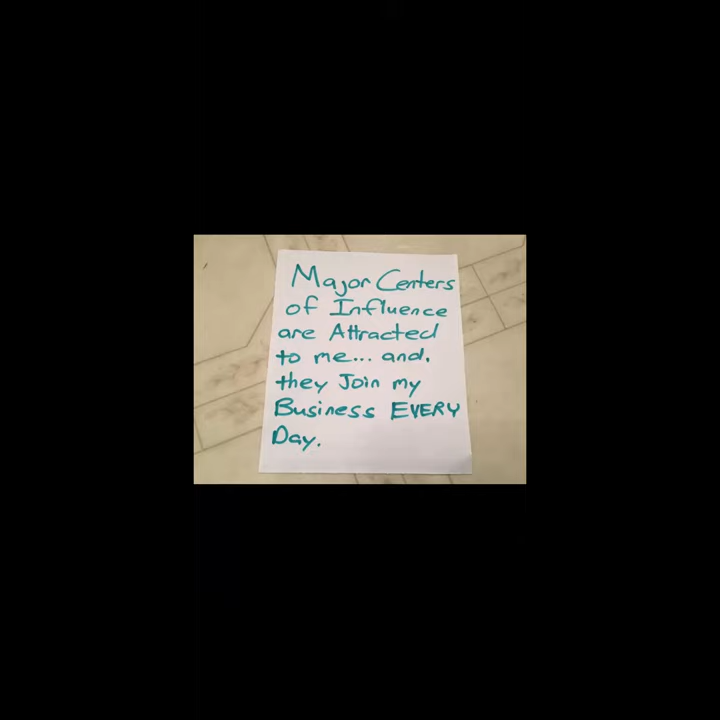 Major Centers
of Influence
are Attracted
to me... and,
they Join my
Business EVERY
Day.